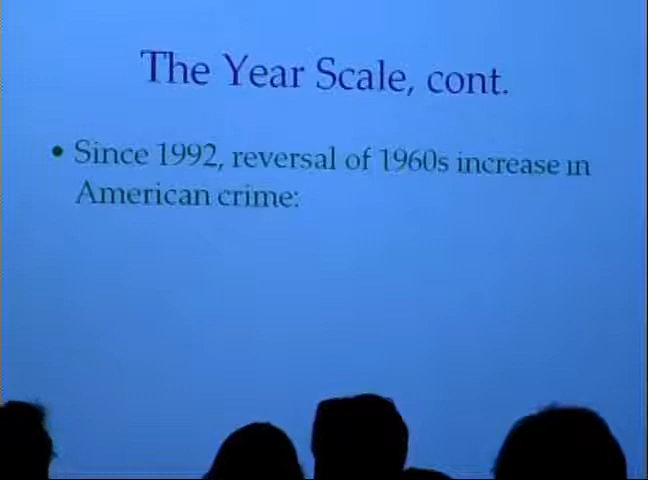 The Year Scale, cont.
• Since 1992, reversal of 1960s increase in
American crime: